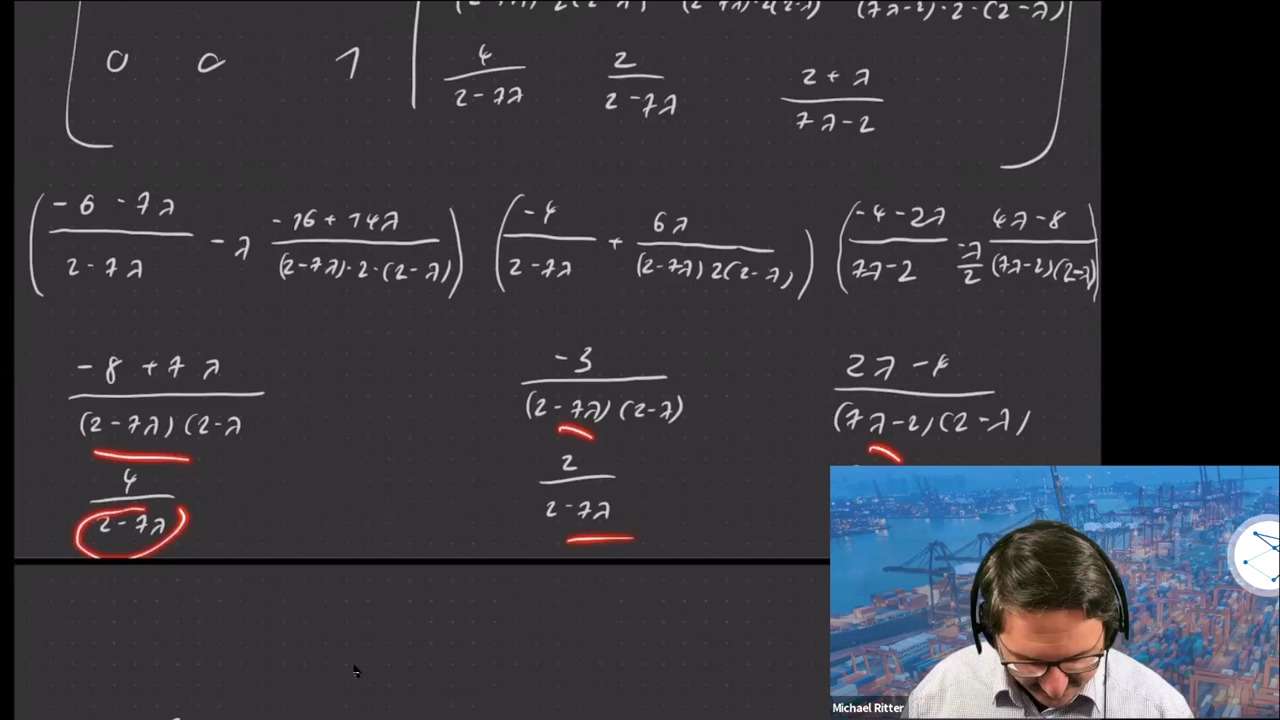 0 0 1 | 4/(2-7λ) 2/(2-7λ) (2+λ)/(7λ-2)
((-6-7λ)/(2-7λ) - λ (-16+14λ)/((2-7λ)·2·(2-λ))) (-4/(2-7λ) + 6λ/((2-7λ)2(2-λ))) ((-4-2λ)/(7λ-2) - λ/2 (4λ-8)/((7λ-2)(2-λ)))
(-8+7λ)/((2-7λ)(2-λ -3/((2-7λ)(2-λ)) (2λ-4)/((7λ-2)(2-λ))
4/(2-7λ) 2/(2-7λ)
Michael Ritter